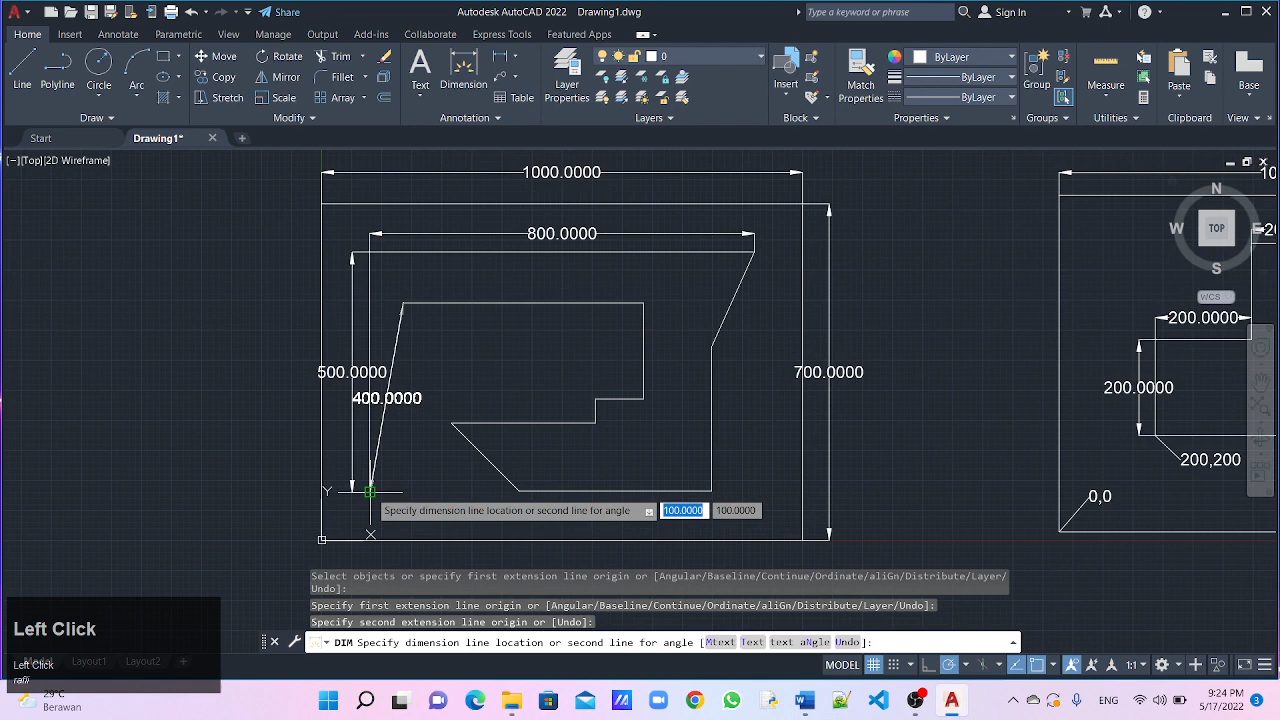 Share
Autodesk AutoCAD 2022 Drawing1.dwg
Type a keyword or phrase
Sign In
Home Insert Annotate Parametric View Manage Output Add-ins Collaborate Express Tools Featured Apps
Line Polyline Circle Arc
Move Rotate Trim
Copy Mirror Fillet
Stretch Scale Array
Text Dimension Table
Layer Properties
0
Insert
Match Properties
ByLayer
ByLayer
ByLayer
Group
Measure
Paste
Base
Draw Modify Annotation Layers Block Properties Groups Utilities Clipboard View
Start Drawing1*
[−][Top][2D Wireframe]
1000.0000
10
N
W TOP E
S
WCS
800.0000
20
200.0000
500.0000
700.0000
400.0000
200.0000
200,200
0,0
Y
X
Specify dimension line location or second line for angle 100.0000 100.0000
Select objects or specify first extension line origin or [Angular/Baseline/Continue/Ordinate/aliGn/Distribute/Layer/
Undo]:
Specify first extension line origin or [Angular/Baseline/Continue/Ordinate/aliGn/Distribute/Layer/Undo]:
Specify second extension line origin or [Undo]:
DIM Specify dimension line location or second line for angle [Mtext Text text aNgle Undo]:
Left Click
Left Click
raffi
Model Layout1 Layout2
MODEL
1:1
29°C
Berawan
9:24 PM
5/17/2022
3